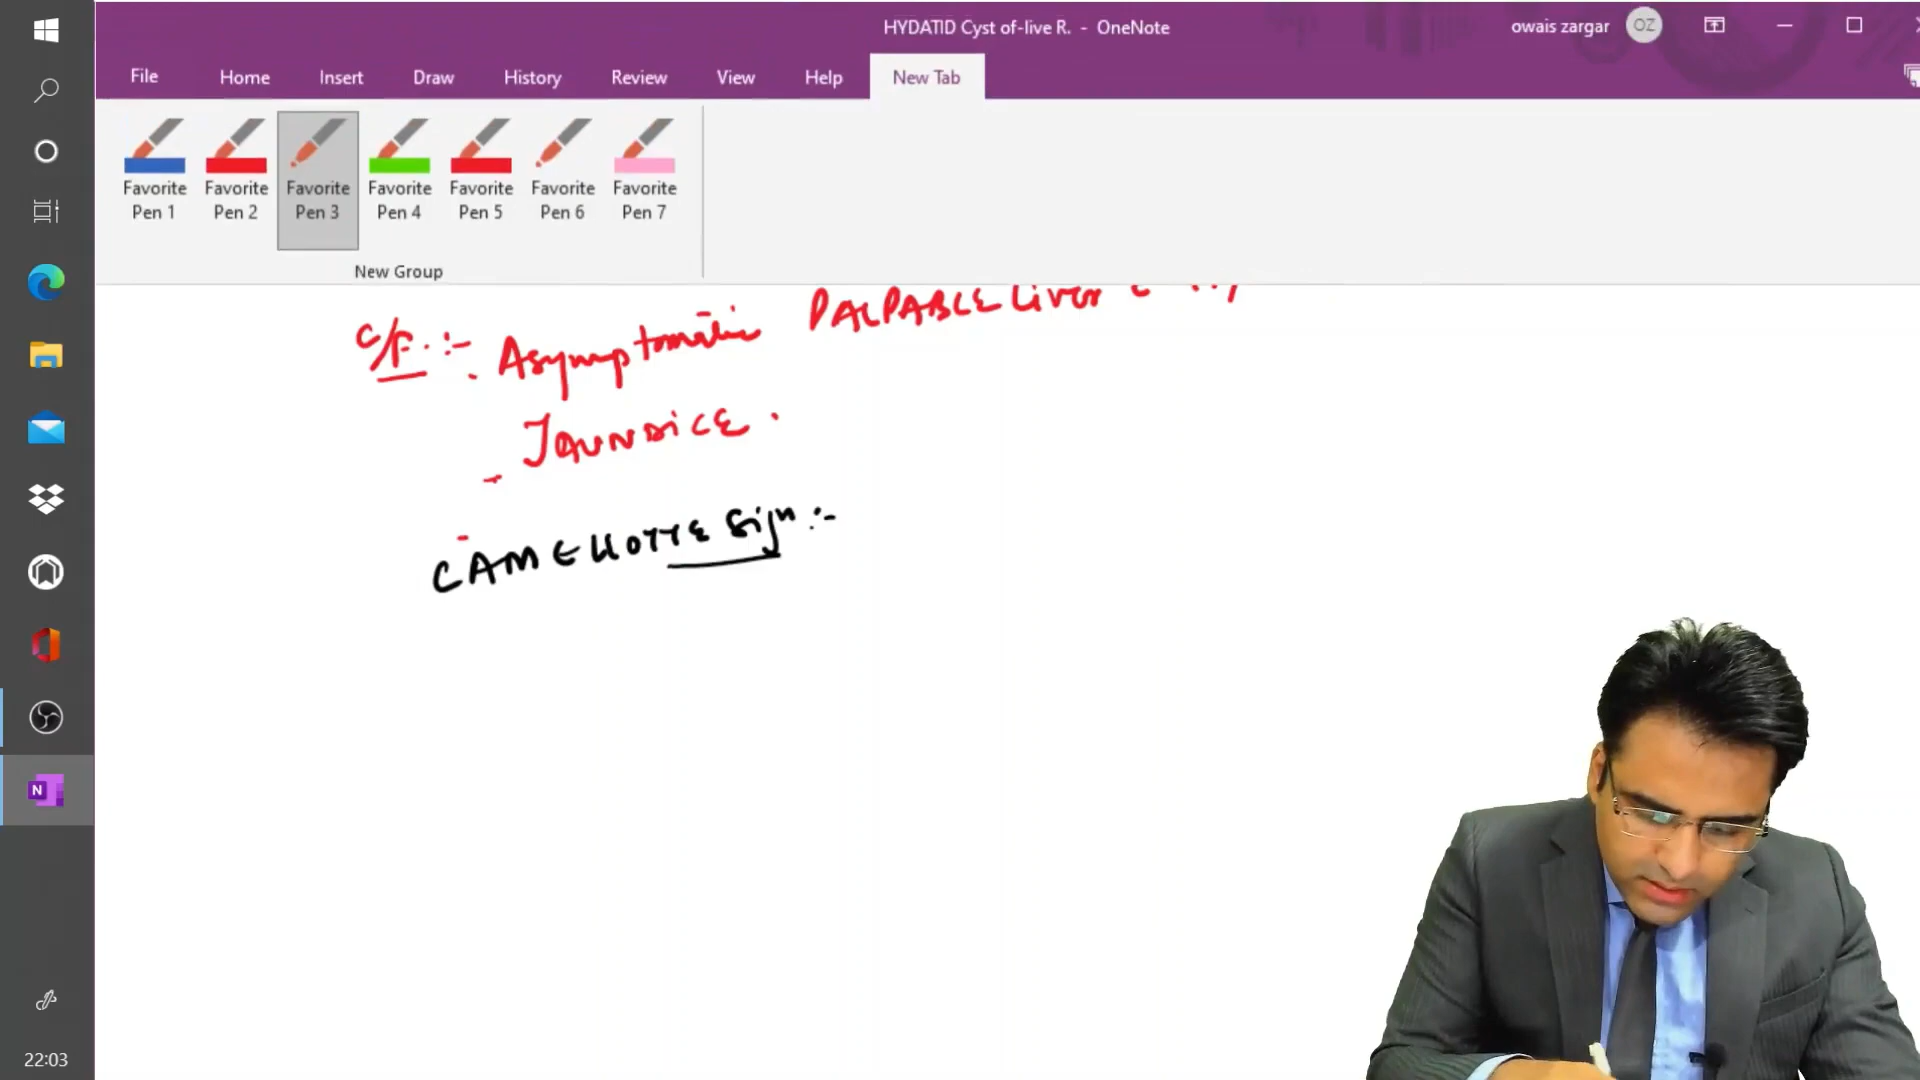 HYDATID Cyst of-live R. - OneNote
owais zargar
OZ
File Home Insert Draw History Review View Help New Tab
Favorite Pen 1
Favorite Pen 2
Favorite Pen 3
Favorite Pen 4
Favorite Pen 5
Favorite Pen 6
Favorite Pen 7
New Group
C/F. :- Asymptomatic PALPABLE Liver
- JAUNDICE .
CAMELLOTTE Sign :-
N
22:03